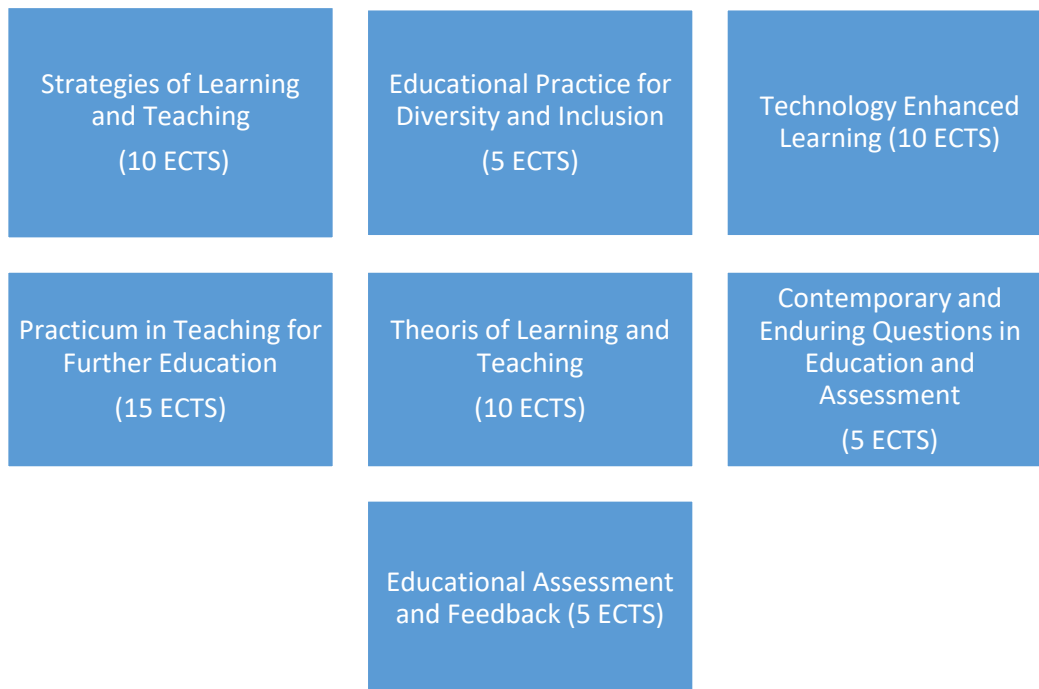 Strategies of Learning
and Teaching
(10 ECTS)
Educational Practice for
Diversity and Inclusion
(5 ECTS)
Technology Enhanced
Learning (10 ECTS)
Practicum in Teaching for
Further Education
(15 ECTS)
Theoris of Learning and
Teaching
(10 ECTS)
Contemporary and
Enduring Questions in
Education and
Assessment
(5 ECTS)
Educational Assessment
and Feedback (5 ECTS)